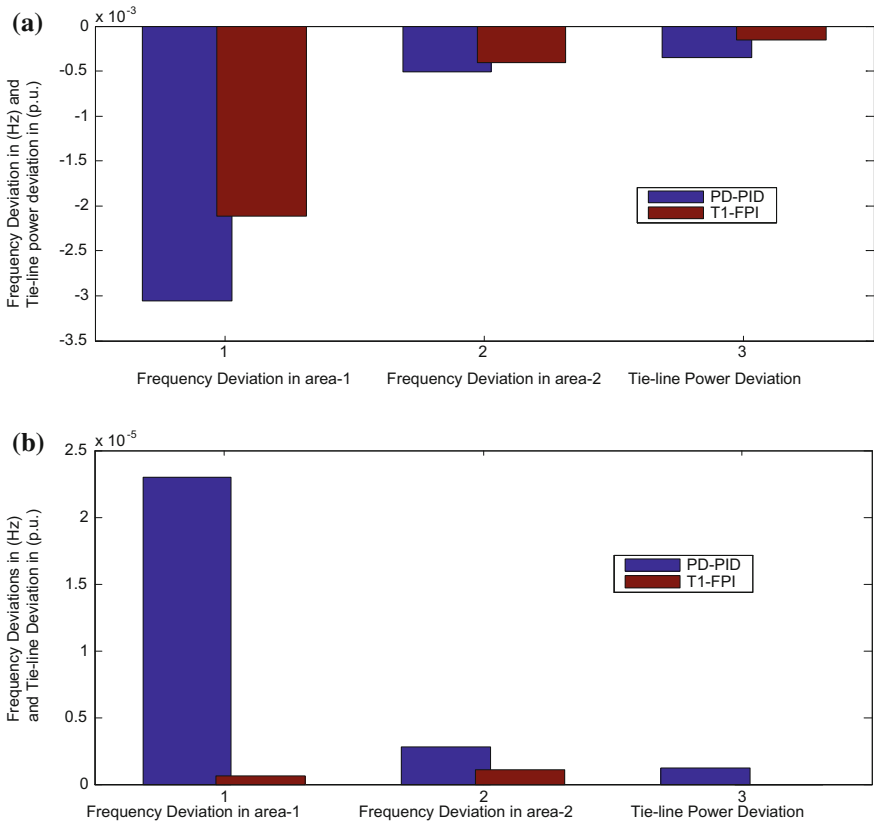 (a)
x 10-3
0
-0.5
-1
-1.5
-2
-2.5
-3
-3.5
Frequency Deviation in (Hz) and
Tie-line power deviation in (p.u.)
PD-PID
T1-FPI
1
2
3
Frequency Deviation in area-1
Frequency Deviation in area-2
Tie-line Power Deviation
(b)
x 10-5
2.5
2
1.5
1
0.5
0
Frequency Deviations in (Hz)
and Tie-line Deviation in (p.u.)
PD-PID
T1-FPI
1
2
3
Frequency Deviation in area-1
Frequency Deviation in area-2
Tie-line Power Deviation